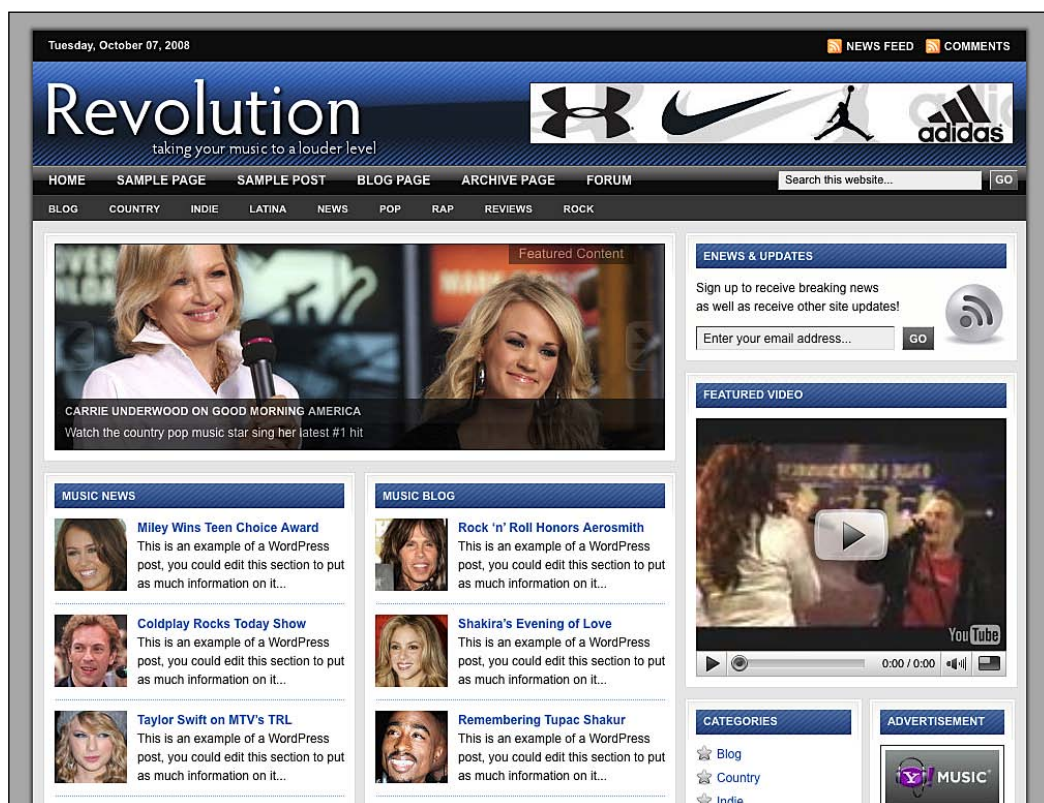 Tuesday, October 07, 2008
NEWS FEED
COMMENTS
Revolution
taking your music to a louder level
adidas
HOME SAMPLE PAGE SAMPLE POST BLOG PAGE ARCHIVE PAGE FORUM
Search this website... GO
BLOG COUNTRY INDIE LATINA NEWS POP RAP REVIEWS ROCK
Featured Content
CARRIE UNDERWOOD ON GOOD MORNING AMERICA
Watch the country pop music star sing her latest #1 hit
MUSIC NEWS
Miley Wins Teen Choice Award
This is an example of a WordPress
post, you could edit this section to put
as much information on it...
Coldplay Rocks Today Show
This is an example of a WordPress
post, you could edit this section to put
as much information on it...
Taylor Swift on MTV's TRL
This is an example of a WordPress
post, you could edit this section to put
as much information on it...
MUSIC BLOG
Rock ‘n’ Roll Honors Aerosmith
This is an example of a WordPress
post, you could edit this section to put
as much information on it...
Shakira's Evening of Love
This is an example of a WordPress
post, you could edit this section to put
as much information on it...
Remembering Tupac Shakur
This is an example of a WordPress
post, you could edit this section to put
as much information on it...
ENEWS & UPDATES
Sign up to receive breaking news
as well as receive other site updates!
Enter your email address... GO
FEATURED VIDEO
YouTube
0:00 / 0:00
CATEGORIES
Blog
Country
Indie
ADVERTISEMENT
Y! MUSIC